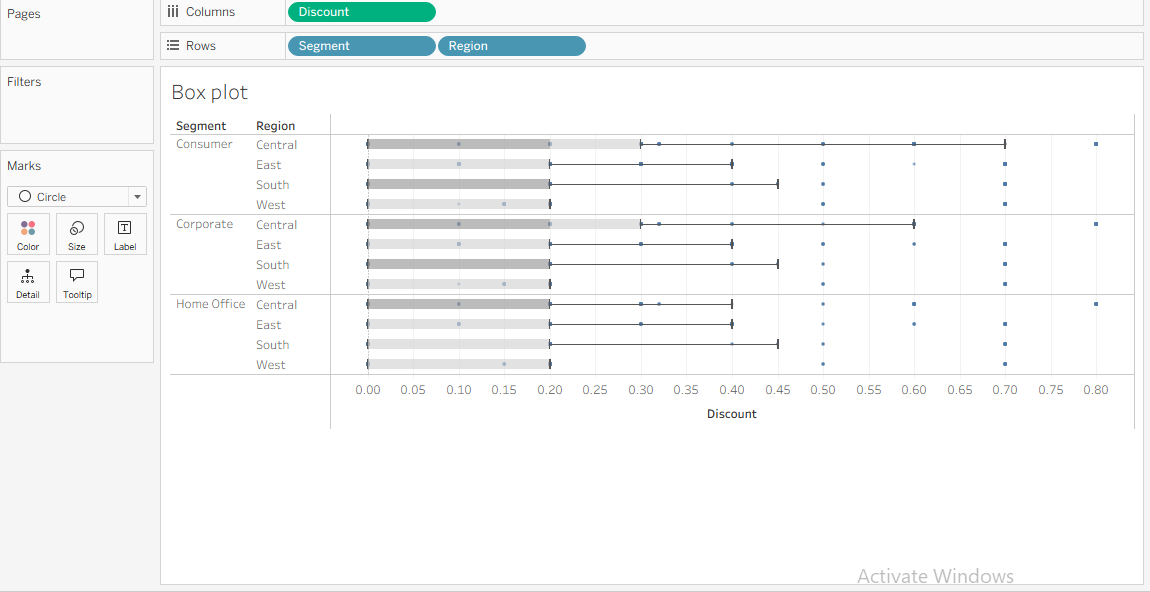 Pages
Columns
Discount
Rows
Segment Region
Filters
Marks
Circle
Color Size Label
Detail Tooltip
Box plot
Segment Region
Consumer Central
East
South
West
Corporate Central
East
South
West
Home Office Central
East
South
West
0.00 0.05 0.10 0.15 0.20 0.25 0.30 0.35 0.40 0.45 0.50 0.55 0.60 0.65 0.70 0.75 0.80
Discount
Activate Windows